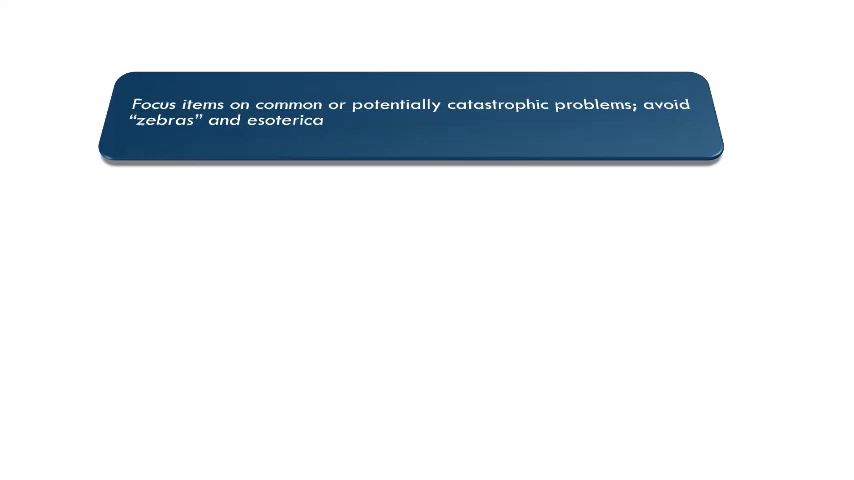 Focus items on common or potentially catastrophic problems; avoid
“zebras” and esoterica